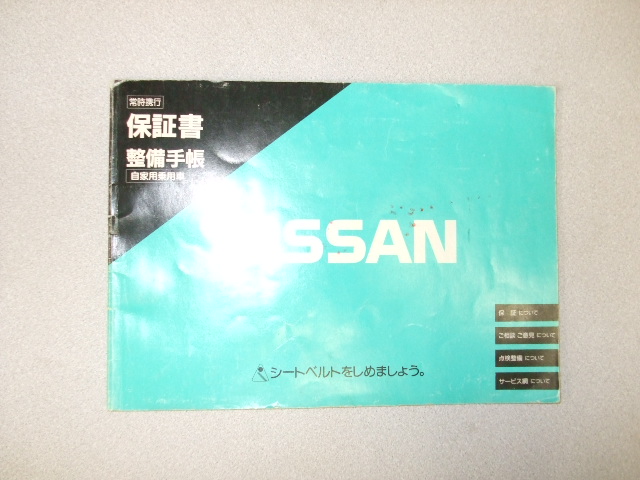 常時携行
保証書
整備手帳
自家用乗用車
NISSAN
保 証 について
ご相談 ご意見 について
点検整備 について
サービス網 について
シートベルトをしめましょう。